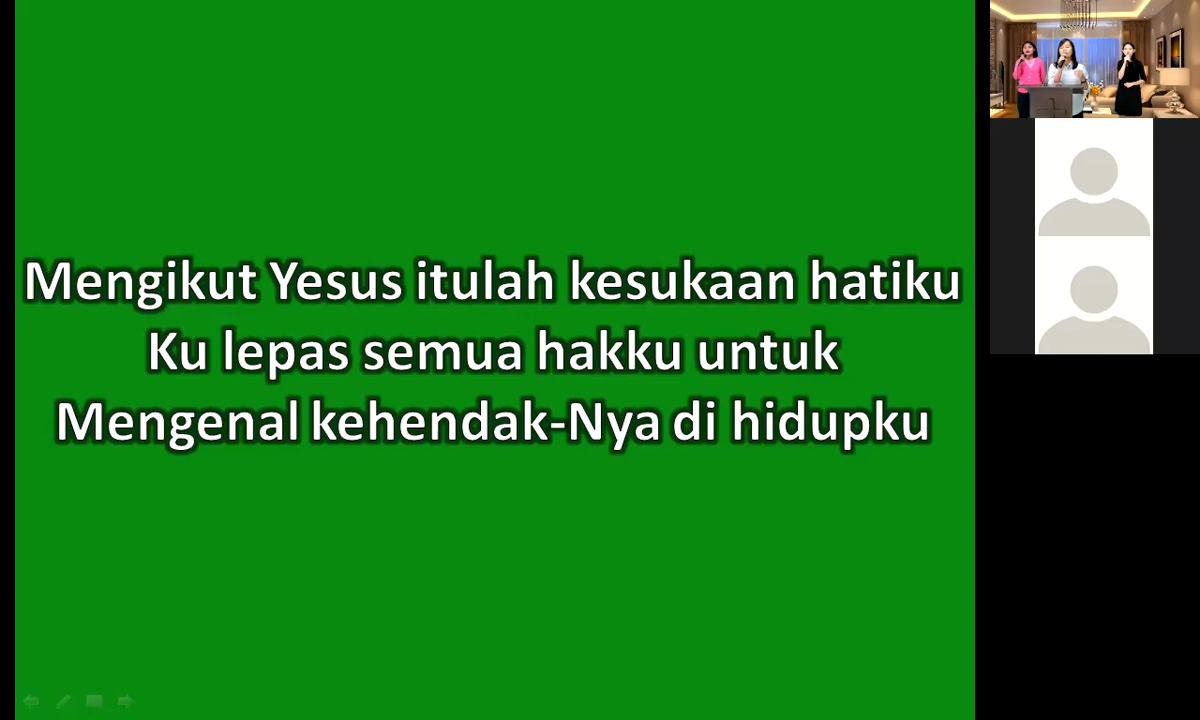 Mengikut Yesus itulah kesukaan hatiku
Ku lepas semua hakku untuk
Mengenal kehendak-Nya di hidupku